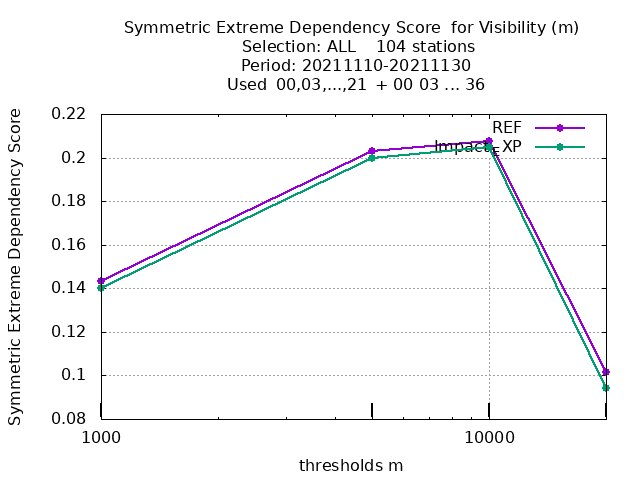 Symmetric Extreme Dependency Score for Visibility (m)
Selection: ALL 104 stations
Period: 20211110-20211130
Used 00,03,...,21 + 00 03 ... 36
Symmetric Extreme Dependency Score
0.22
0.2
0.18
0.16
0.14
0.12
0.1
0.08
REF
Impact_XP
1000
10000
thresholds m